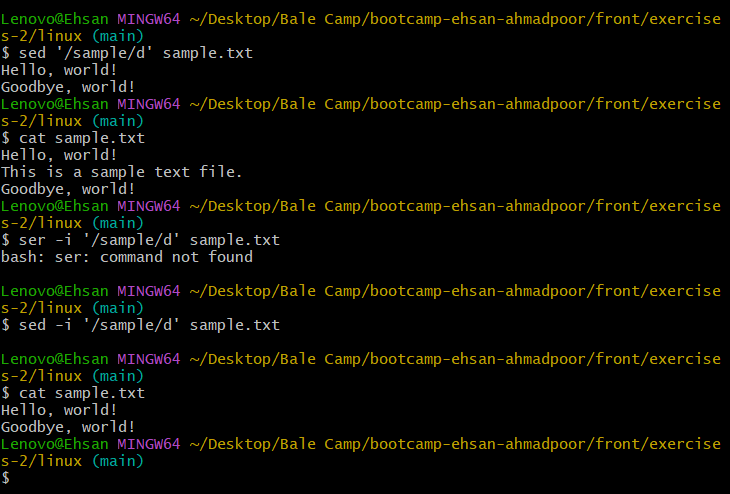 Lenovo@Ehsan MINGW64 ~/Desktop/Bale Camp/bootcamp-ehsan-ahmadpoor/front/exercise
s-2/linux (main)
$ sed '/sample/d' sample.txt
Hello, world!
Goodbye, world!
Lenovo@Ehsan MINGW64 ~/Desktop/Bale Camp/bootcamp-ehsan-ahmadpoor/front/exercise
s-2/linux (main)
$ cat sample.txt
Hello, world!
This is a sample text file.
Goodbye, world!
Lenovo@Ehsan MINGW64 ~/Desktop/Bale Camp/bootcamp-ehsan-ahmadpoor/front/exercise
s-2/linux (main)
$ ser -i '/sample/d' sample.txt
bash: ser: command not found
Lenovo@Ehsan MINGW64 ~/Desktop/Bale Camp/bootcamp-ehsan-ahmadpoor/front/exercise
s-2/linux (main)
$ sed -i '/sample/d' sample.txt
Lenovo@Ehsan MINGW64 ~/Desktop/Bale Camp/bootcamp-ehsan-ahmadpoor/front/exercise
s-2/linux (main)
$ cat sample.txt
Hello, world!
Goodbye, world!
Lenovo@Ehsan MINGW64 ~/Desktop/Bale Camp/bootcamp-ehsan-ahmadpoor/front/exercise
s-2/linux (main)
$